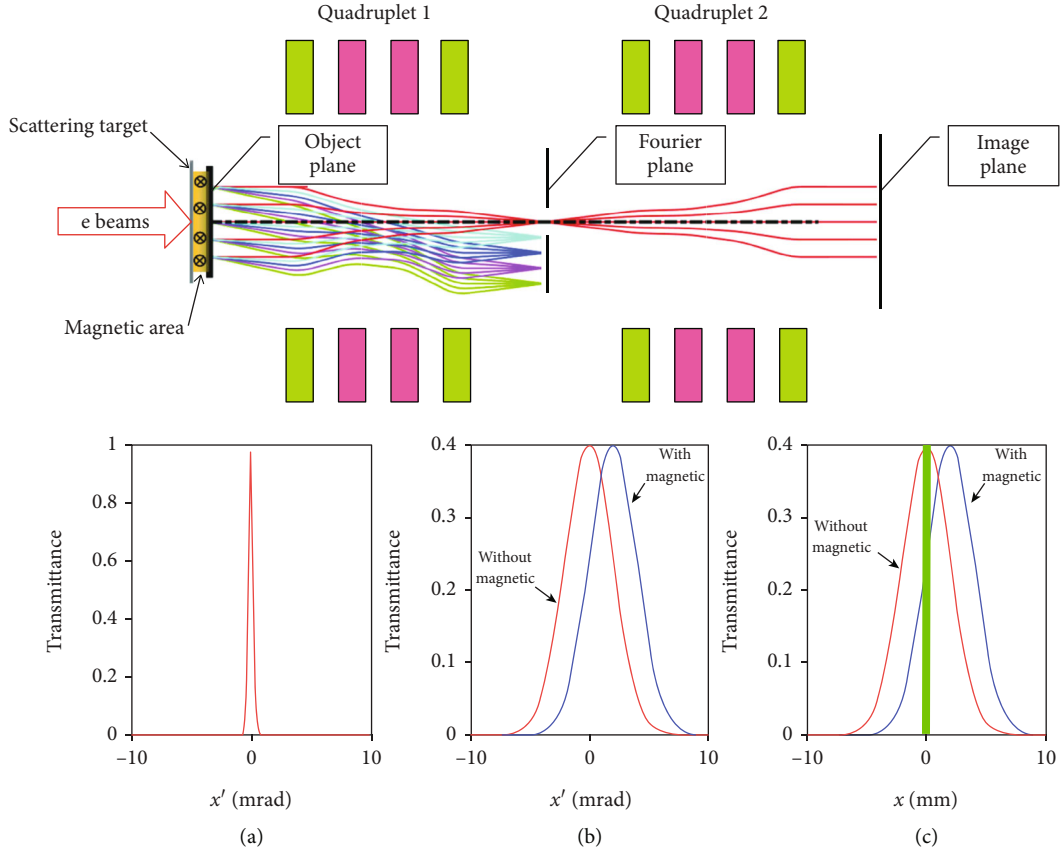 Quadruplet 1
Quadruplet 2
Scattering target
Object
plane
Fourier
plane
Image
plane
e beams
Magnetic area
1
0.8
0.6
0.4
0.2
0
Transmittance
−10
0
10
x′ (mrad)
(a)
0.4
0.3
0.2
0.1
0
Transmittance
With
magnetic
Without
magnetic
−10
0
10
x′ (mrad)
(b)
0.4
0.3
0.2
0.1
0
Transmittance
With
magnetic
Without
magnetic
−10
0
10
x (mm)
(c)